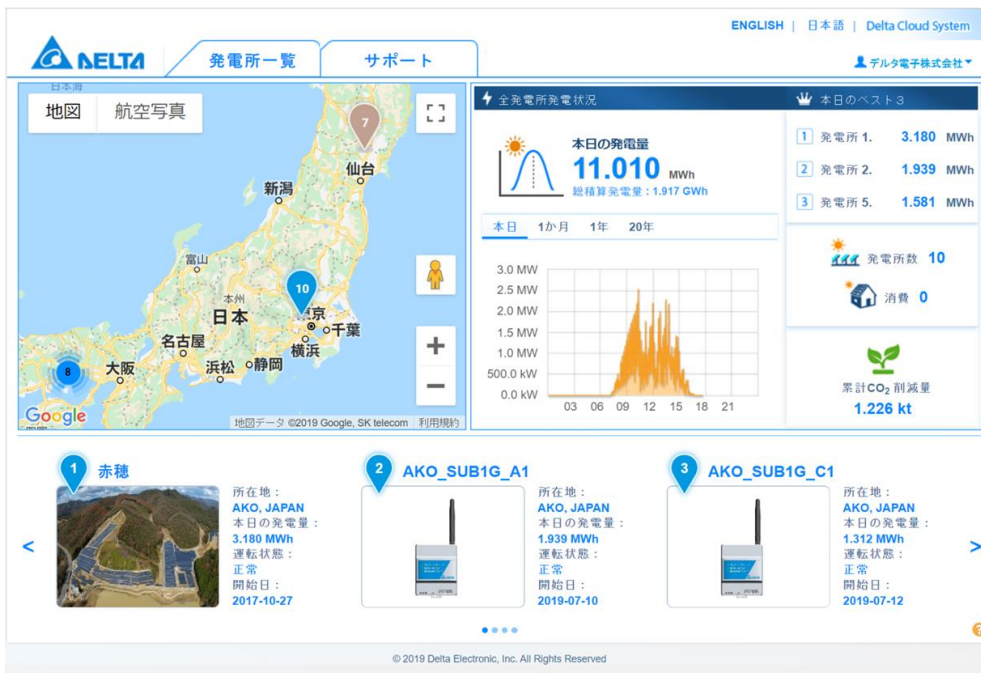 ENGLISH | 日本語 | Delta Cloud System
DELTA
発電所一覧
サポート
デルタ電子株式会社
日本海
地図
航空写真
7
仙台
新潟
富山
本州
日本
10
京
千葉
横浜
名古屋
浜松
静岡
大阪
8
Google
地図データ ©2019 Google, SK telecom
利用規約
全発電所発電状況
本日の発電量
11.010 MWh
総積算発電量：1.917 GWh
本日 1か月 1年 20年
3.0 MW
2.5 MW
2.0 MW
1.5 MW
1.0 MW
500.0 kW
0.0 kW
03 06 09 12 15 18 21
本日のベスト3
1 発電所 1. 3.180 MWh
2 発電所 2. 1.939 MWh
3 発電所 5. 1.581 MWh
発電所数 10
消費 0
累計CO2 削減量
1.226 kt
1 赤穂
所在地：
AKO, JAPAN
本日の発電量：
3.180 MWh
運転状態：
正常
開始日：
2017-10-27
2 AKO_SUB1G_A1
所在地：
AKO, JAPAN
本日の発電量：
1.939 MWh
運転状態：
正常
開始日：
2019-07-10
3 AKO_SUB1G_C1
所在地：
AKO, JAPAN
本日の発電量：
1.312 MWh
運転状態：
正常
開始日：
2019-07-12
© 2019 Delta Electronic, Inc. All Rights Reserved